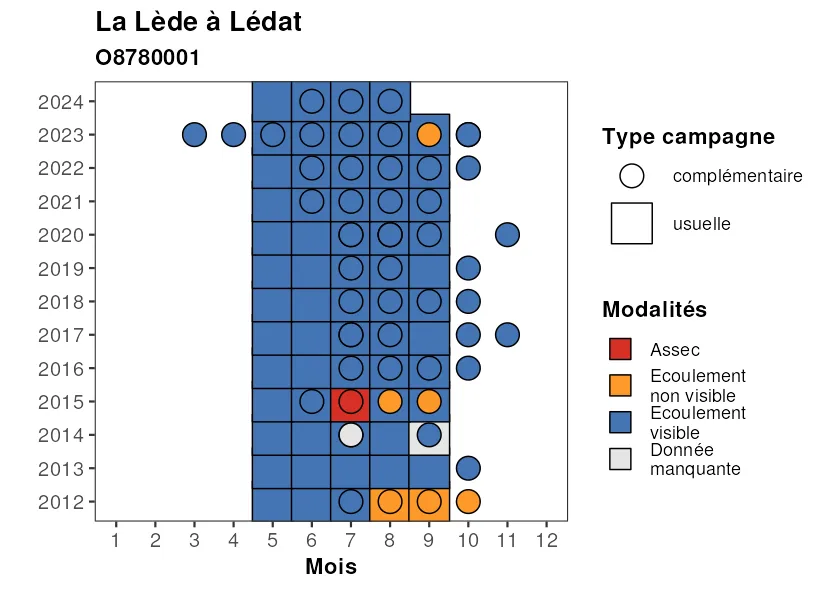 La Lède à Lédat
O8780001
2024
2023
2022
2021
2020
2019
2018
2017
2016
2015
2014
2013
2012
1 2 3 4 5 6 7 8 9 10 11 12
Mois
Type campagne
complémentaire
usuelle
Modalités
Assec
Ecoulement
non visible
Ecoulement
visible
Donnée
manquante